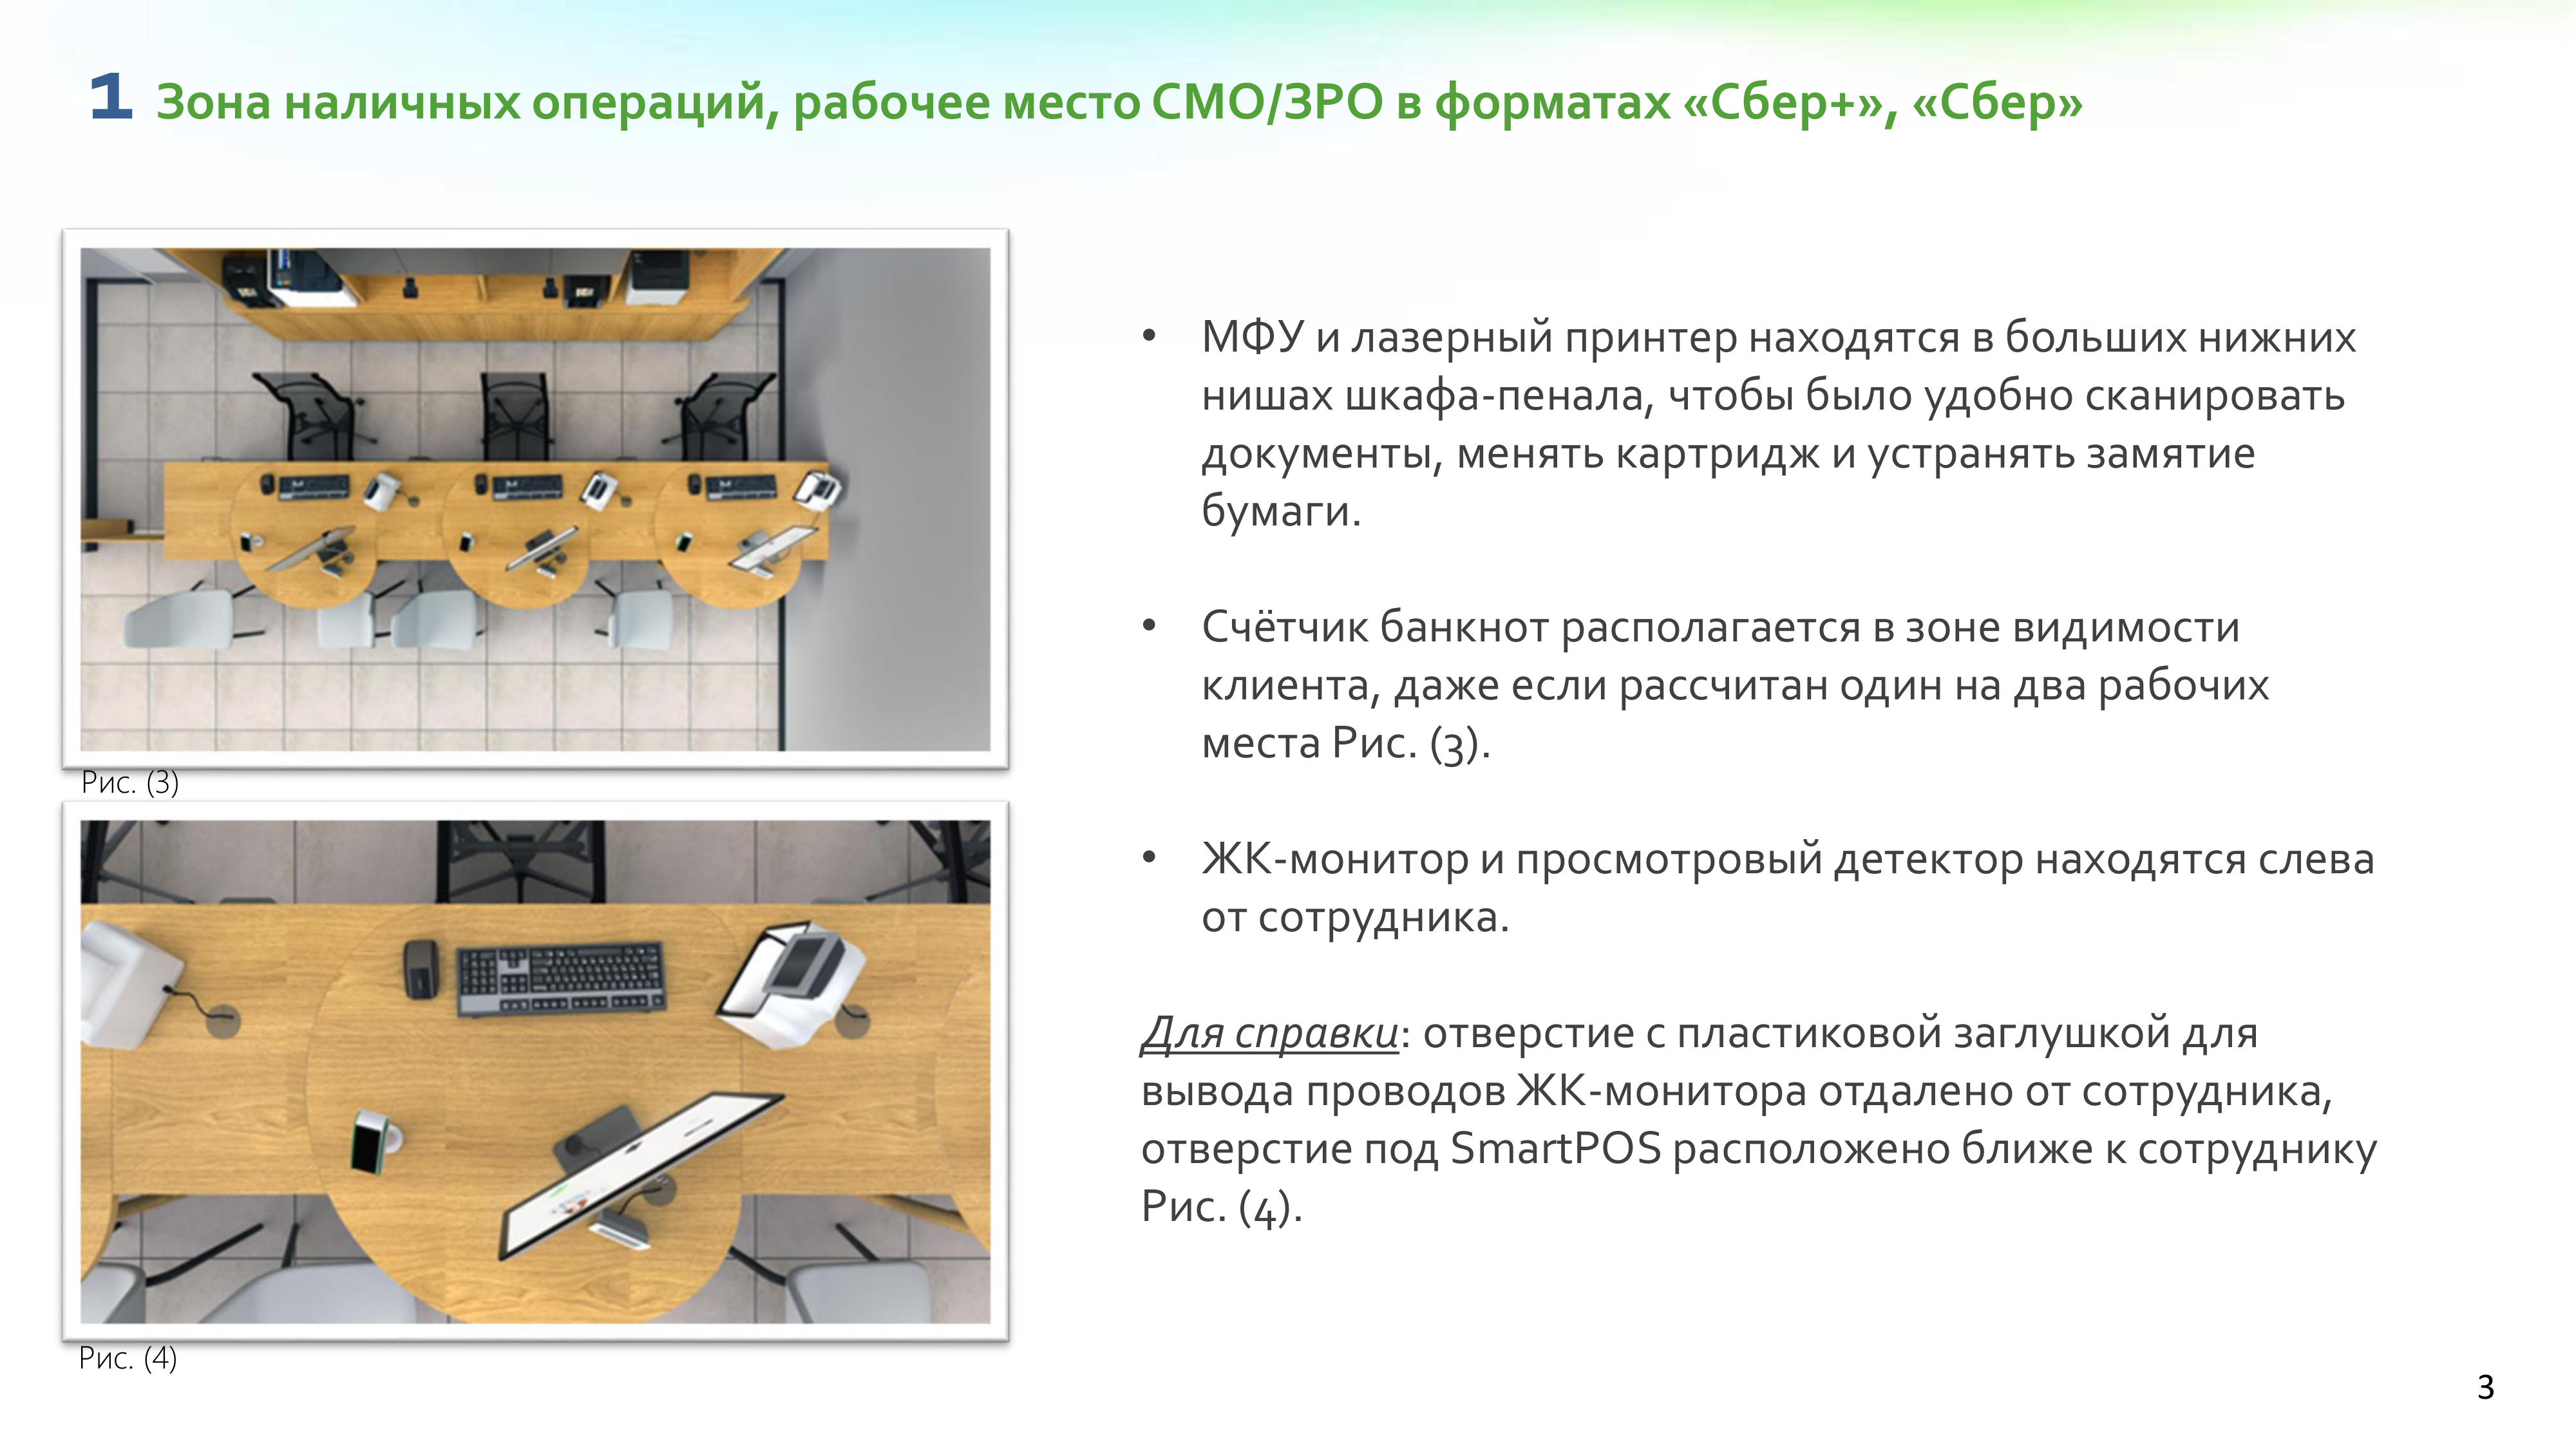 1 Зона наличных операций, рабочее место СМО/ЗРО в форматах «Сбер+», «Сбер»
Рис. (3)
Рис. (4)
• МФУ и лазерный принтер находятся в больших нижних
нишах шкафа-пенала, чтобы было удобно сканировать
документы, менять картридж и устранять замятие
бумаги.
• Счётчик банкнот располагается в зоне видимости
клиента, даже если рассчитан один на два рабочих
места Рис. (3).
• ЖК-монитор и просмотровый детектор находятся слева
от сотрудника.
Для справки: отверстие с пластиковой заглушкой для
вывода проводов ЖК-монитора отдалено от сотрудника,
отверстие под SmartPOS расположено ближе к сотруднику
Рис. (4).
3